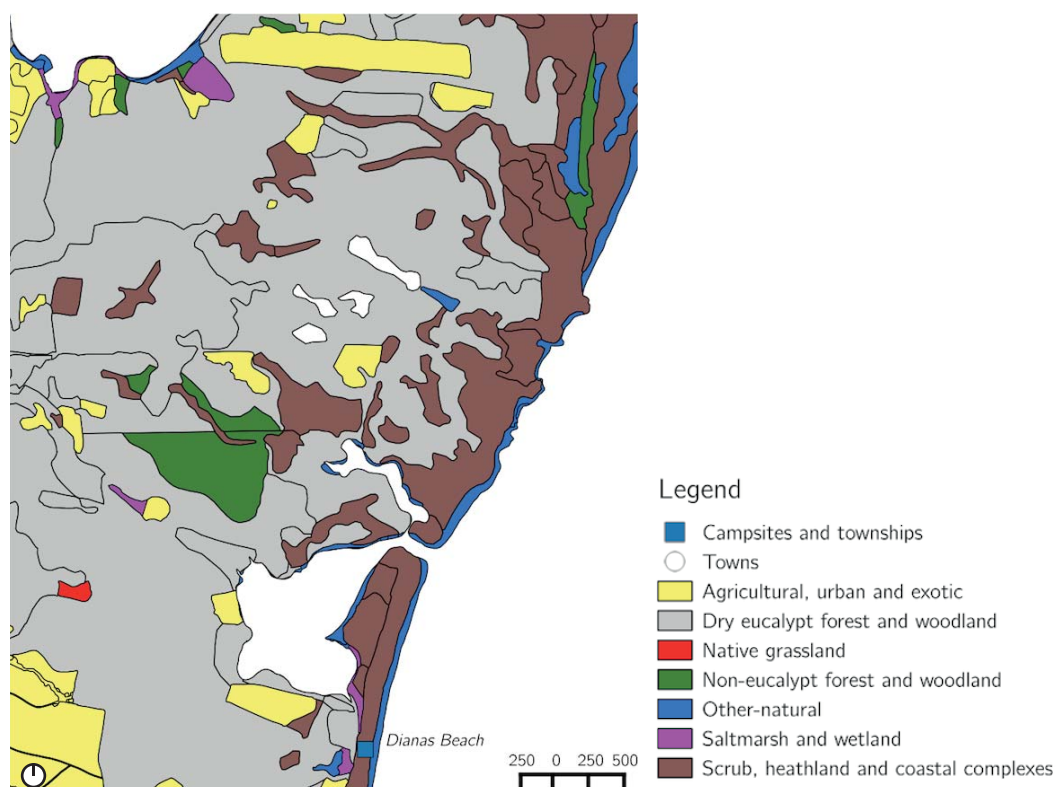 Legend
Campsites and townships
Towns
Agricultural, urban and exotic
Dry eucalypt forest and woodland
Native grassland
Non-eucalypt forest and woodland
Other-natural
Saltmarsh and wetland
Scrub, heathland and coastal complexes
Dianas Beach
250 0 250 500